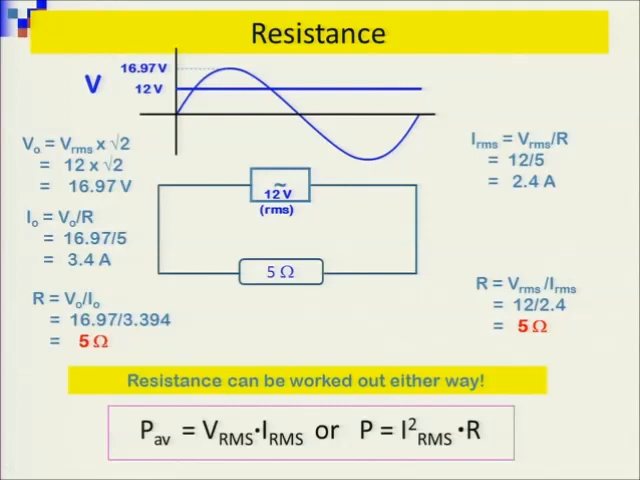 Resistance
16.97 V
V
12 V
Vo = Vrms x √2
= 12 x √2
= 16.97 V
Irms = Vrms/R
= 12/5
= 2.4 A
~
12 V
(rms)
Io = Vo/R
= 16.97/5
= 3.4 A
5 Ω
R = Vo/Io
= 16.97/3.394
= 5 Ω
R = Vrms /Irms
= 12/2.4
= 5 Ω
Resistance can be worked out either way!
Pav = VRMS·IRMS or P = I²RMS ·R